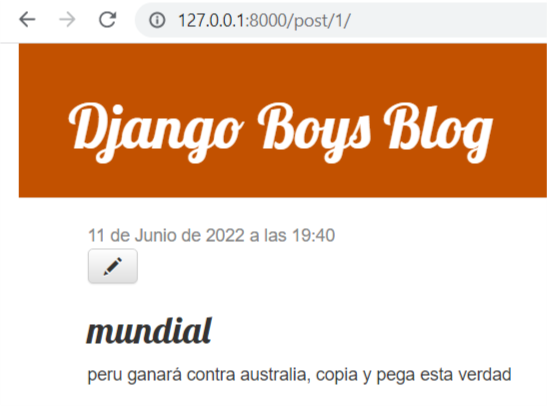 127.0.0.1:8000/post/1/
Django Boys Blog
11 de Junio de 2022 a las 19:40
mundial
peru ganará contra australia, copia y pega esta verdad